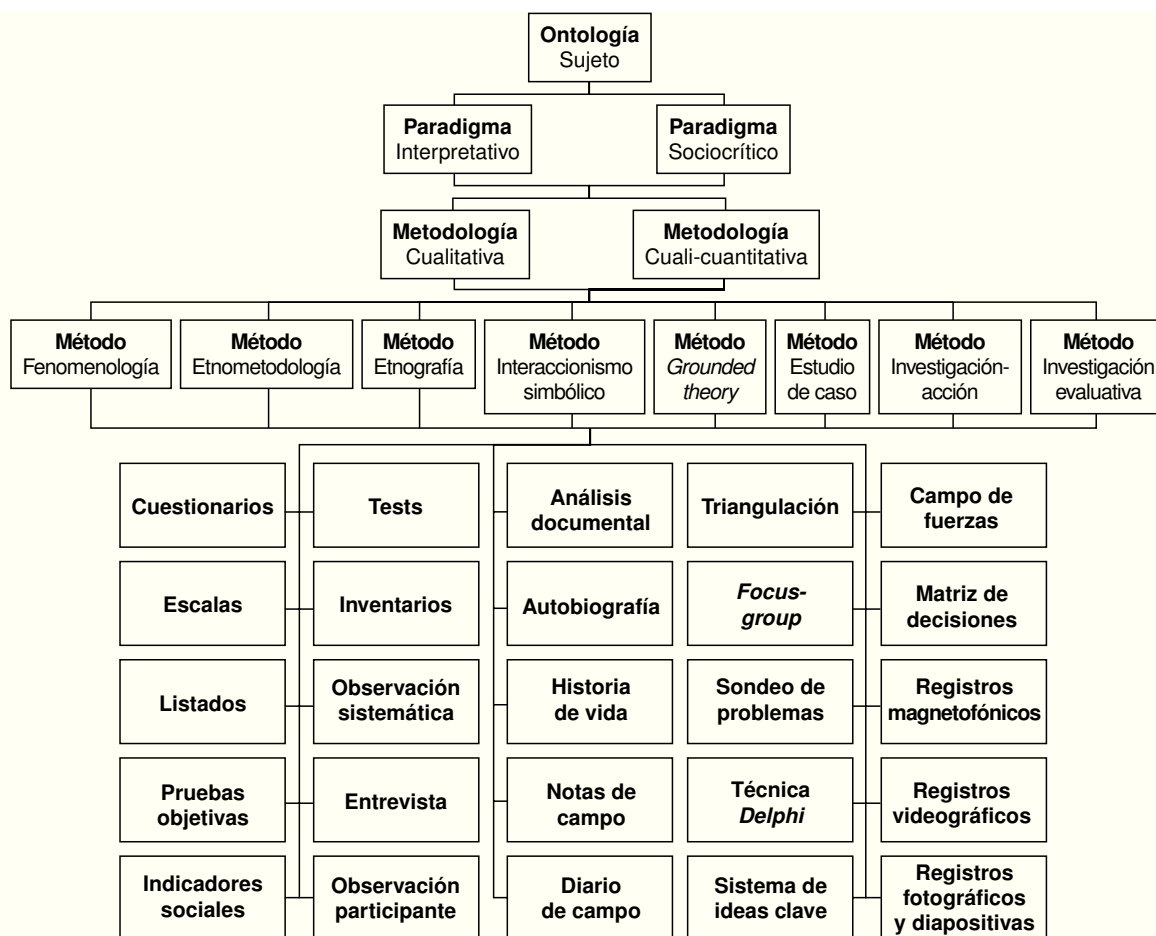 Ontología
Sujeto
Paradigma
Interpretativo
Paradigma
Sociocrítico
Metodología
Cualitativa
Metodología
Cuali-cuantitativa
Método
Fenomenología
Método
Etnometodología
Método
Etnografía
Método
Interaccionismo
simbólico
Método
Grounded
theory
Método
Estudio
de caso
Método
Investigación-
acción
Método
Investigación
evaluativa
Cuestionarios
Tests
Análisis
documental
Triangulación
Campo de
fuerzas
Escalas
Inventarios
Autobiografía
Focus-
group
Matriz de
decisiones
Listados
Observación
sistemática
Historia
de vida
Sondeo de
problemas
Registros
magnetofónicos
Pruebas
objetivas
Entrevista
Notas de
campo
Técnica
Delphi
Registros
videográficos
Indicadores
sociales
Observación
participante
Diario
de campo
Sistema de
ideas clave
Registros
fotográficos
y diapositivas